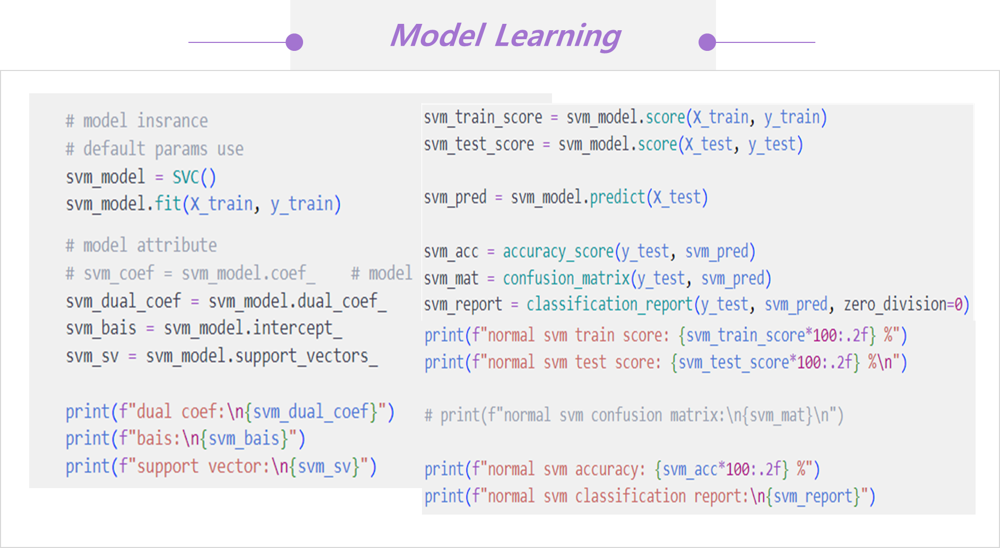 Model Learning
# model insrance
# default params use
svm_model = SVC()
svm_model.fit(X_train, y_train)
# model attribute
# svm_coef = svm_model.coef_    # model
svm_dual_coef = svm_model.dual_coef_
svm_bais = svm_model.intercept_
svm_sv = svm_model.support_vectors_
print(f"dual coef:\n{svm_dual_coef}")
print(f"bais:\n{svm_bais}")
print(f"support vector:\n{svm_sv}")
svm_train_score = svm_model.score(X_train, y_train)
svm_test_score = svm_model.score(X_test, y_test)
svm_pred = svm_model.predict(X_test)
svm_acc = accuracy_score(y_test, svm_pred)
svm_mat = confusion_matrix(y_test, svm_pred)
svm_report = classification_report(y_test, svm_pred, zero_division=0)
print(f"normal svm train score: {svm_train_score*100:.2f} %")
print(f"normal svm test score: {svm_test_score*100:.2f} %\n")
# print(f"normal svm confusion matrix:\n{svm_mat}\n")
print(f"normal svm accuracy: {svm_acc*100:.2f} %")
print(f"normal svm classification report:\n{svm_report}")